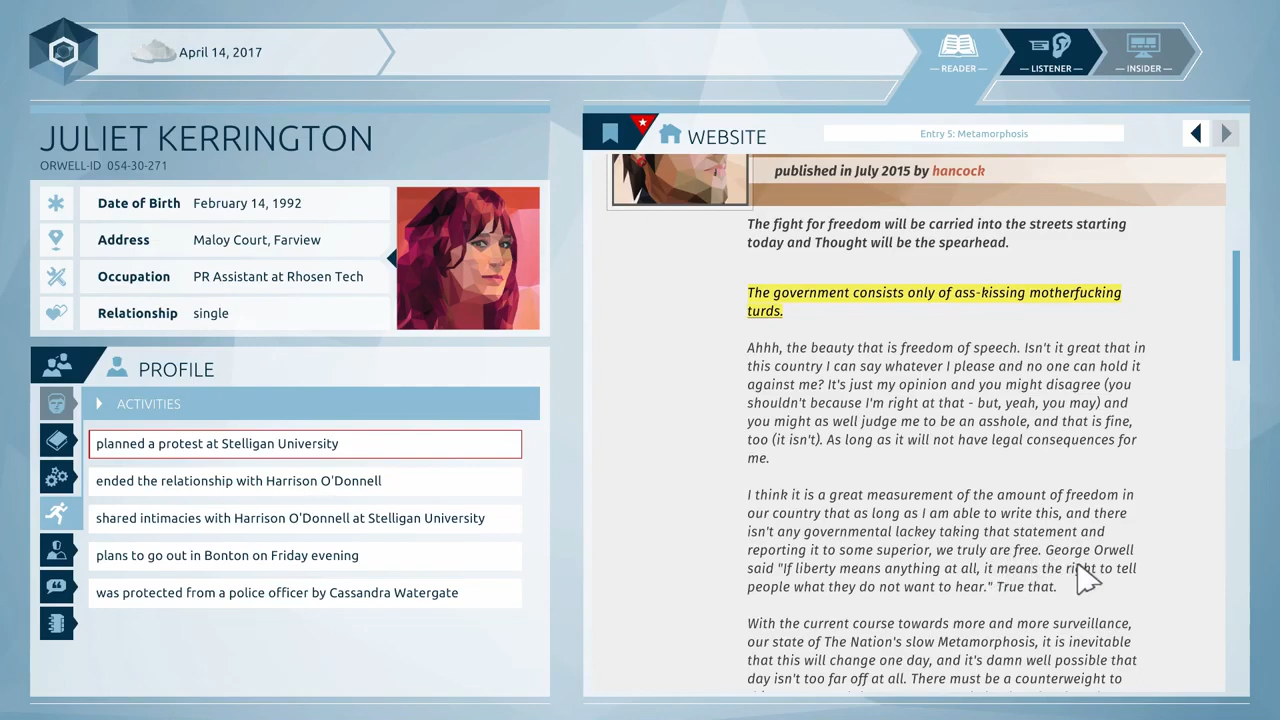 April 14, 2017
— READER —
— LISTENER —
— INSIDER —
JULIET KERRINGTON
ORWELL-ID 054-30-271
Date of Birth February 14, 1992
Address Maloy Court, Farview
Occupation PR Assistant at Rhosen Tech
Relationship single
PROFILE
ACTIVITIES
planned a protest at Stelligan University
ended the relationship with Harrison O'Donnell
shared intimacies with Harrison O'Donnell at Stelligan University
plans to go out in Bonton on Friday evening
was protected from a police officer by Cassandra Watergate
WEBSITE
Entry 5: Metamorphosis
published in July 2015 by hancock
The fight for freedom will be carried into the streets starting
today and Thought will be the spearhead.
The government consists only of ass-kissing motherfucking
turds.
Ahhh, the beauty that is freedom of speech. Isn't it great that in
this country I can say whatever I please and no one can hold it
against me? It's just my opinion and you might disagree (you
shouldn't because I'm right at that - but, yeah, you may) and
you might as well judge me to be an asshole, and that is fine,
too (it isn't). As long as it will not have legal consequences for
me.
I think it is a great measurement of the amount of freedom in
our country that as long as I am able to write this, and there
isn't any governmental lackey taking that statement and
reporting it to some superior, we truly are free. George Orwell
said "If liberty means anything at all, it means the right to tell
people what they do not want to hear." True that.
With the current course towards more and more surveillance,
our state of The Nation's slow Metamorphosis, it is inevitable
that this will change one day, and it's damn well possible that
day isn't too far off at all. There must be a counterweight to